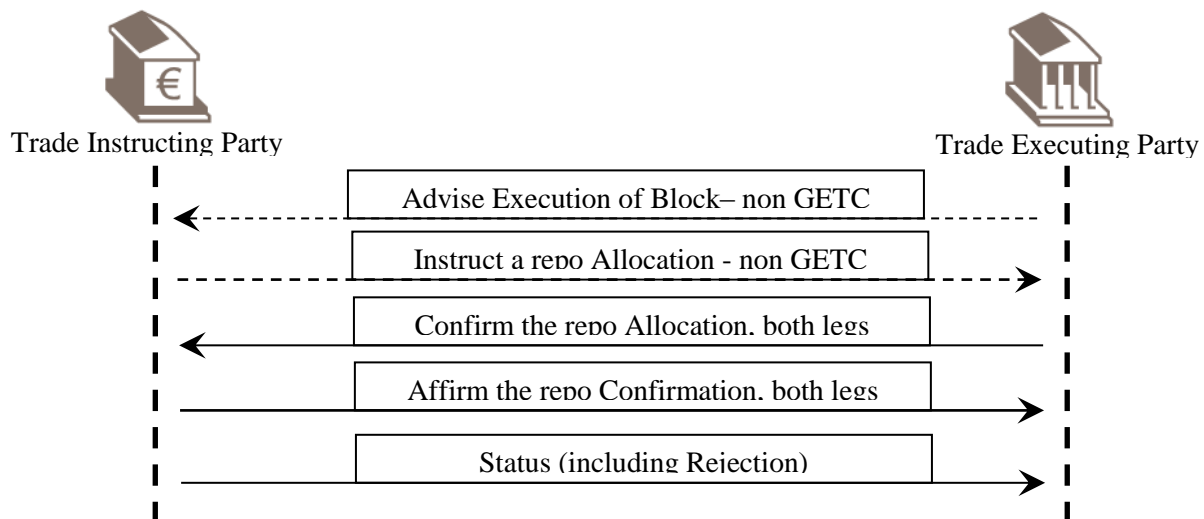 €
Trade Instructing Party
Trade Executing Party
Advise Execution of Block– non GETC
Instruct a repo Allocation - non GETC
Confirm the repo Allocation, both legs
Affirm the repo Confirmation, both legs
Status (including Rejection)